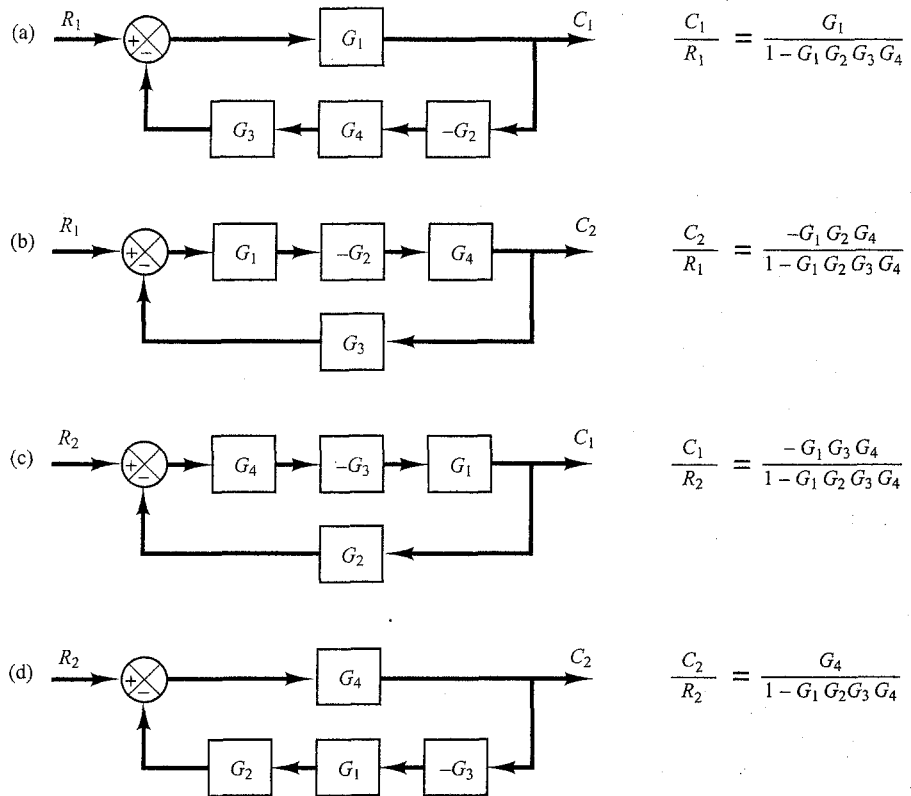 (a) R₁ + − G₁ C₁
G₃ G₄ −G₂
C₁/R₁ = G₁/(1 − G₁ G₂ G₃ G₄)
(b) R₁ + − G₁ −G₂ G₄ C₂
G₃
C₂/R₁ = −G₁ G₂ G₄/(1 − G₁ G₂ G₃ G₄)
(c) R₂ + − G₄ −G₃ G₁ C₁
G₂
C₁/R₂ = −G₁ G₃ G₄/(1 − G₁ G₂ G₃ G₄)
(d) R₂ + − G₄ C₂
G₂ G₁ −G₃
C₂/R₂ = G₄/(1 − G₁ G₂G₃ G₄)